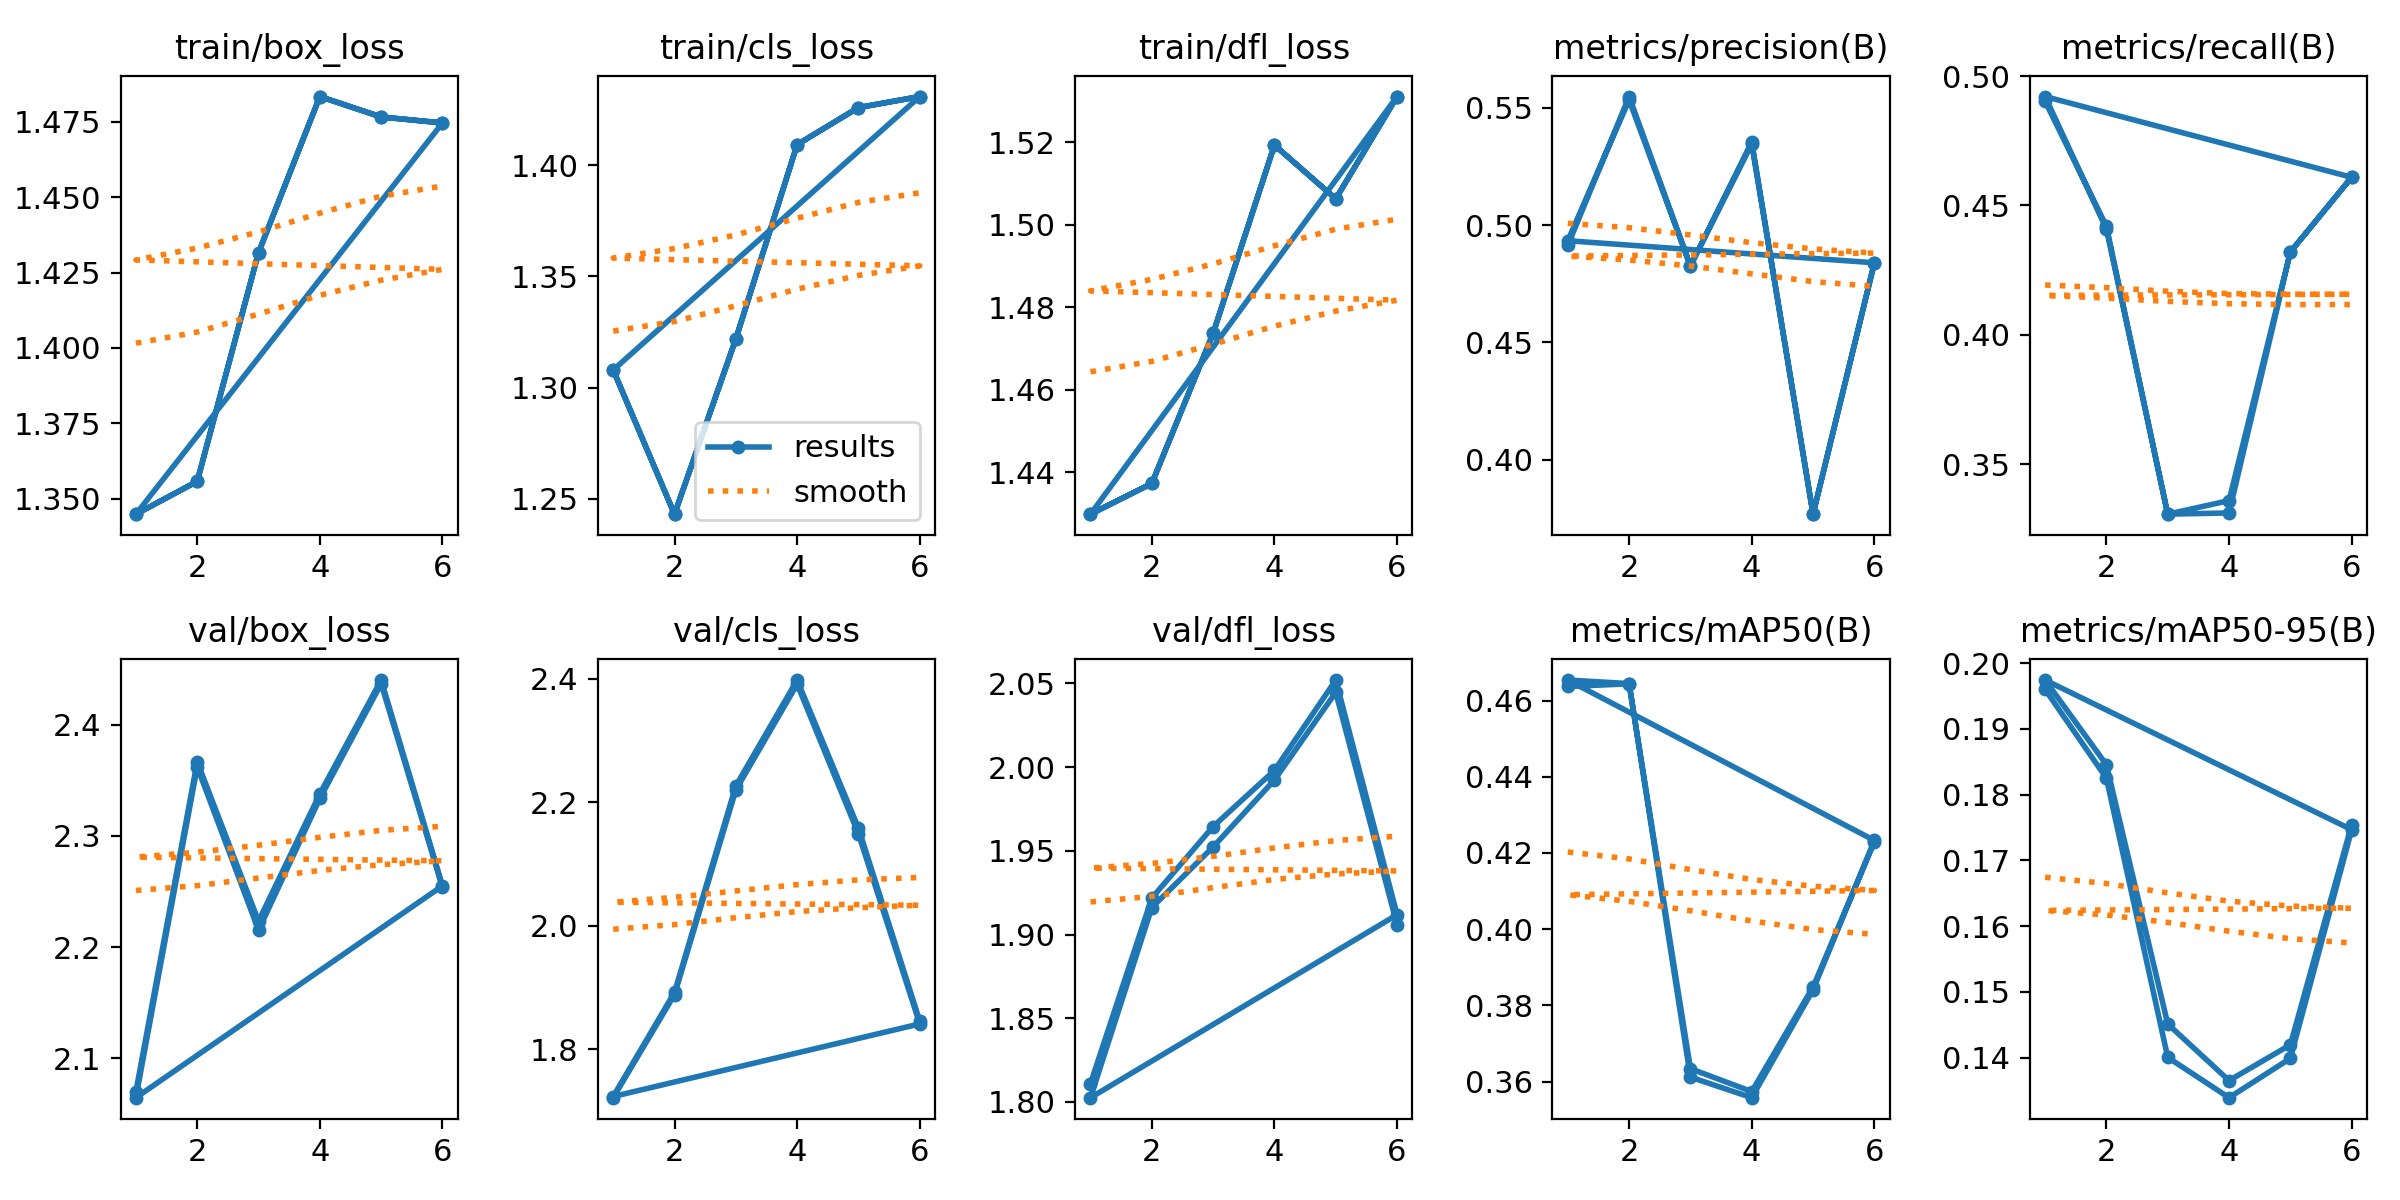 train/box_loss
1.475
1.450
1.425
1.400
1.375
1.350
2 4 6
train/cls_loss
1.40
1.35
1.30
1.25
results
smooth
2 4 6
train/dfl_loss
1.52
1.50
1.48
1.46
1.44
2 4 6
metrics/precision(B)
0.55
0.50
0.45
0.40
2 4 6
metrics/recall(B)
0.50
0.45
0.40
0.35
2 4 6
val/box_loss
2.4
2.3
2.2
2.1
2 4 6
val/cls_loss
2.4
2.2
2.0
1.8
2 4 6
val/dfl_loss
2.05
2.00
1.95
1.90
1.85
1.80
2 4 6
metrics/mAP50(B)
0.46
0.44
0.42
0.40
0.38
0.36
2 4 6
metrics/mAP50-95(B)
0.20
0.19
0.18
0.17
0.16
0.15
0.14
2 4 6